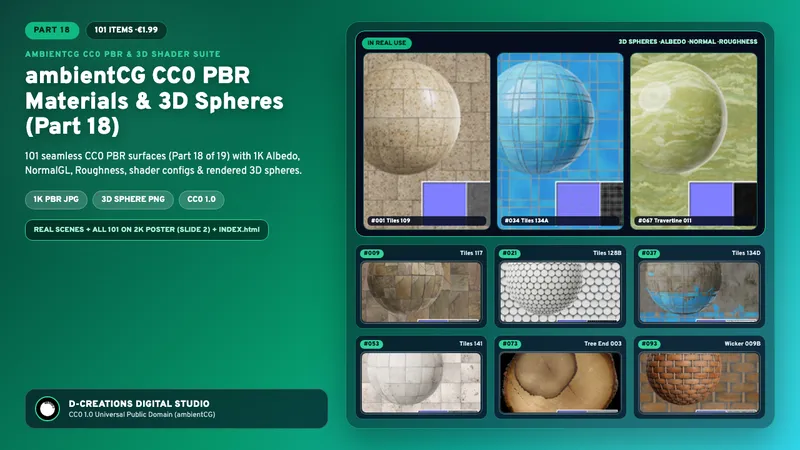 PART 18
101 ITEMS -€1.99
AMBIENTCG CC0 PBR & 3D SHADER SUITE
ambientCG CC0 PBR
Materials & 3D Spheres
(Part 18)
101 seamless CC0 PBR surfaces (Part 18 of 19) with 1K Albedo,
NormalGL, Roughness, shader configs & rendered 3D spheres.
1K PBR JPG
3D SPHERE PNG
CC0 1.0
REAL SCENES + ALL 101 ON 2K POSTER (SLIDE 2) + INDEX.html
D-CREATIONS DIGITAL STUDIO
CC0 1.0 Universal Public Domain (ambientCG)
IN REAL USE
3D SPHERES -ALBEDO -NORMAL -ROUGHNESS
#001 Tiles 109
#034 Tiles 134A
#067 Travertine 011
#009
Tiles 117
#021
Tiles 128B
#037
Tiles 134D
#053
Tiles 141
#073
Tree End 003
#093
Wicker 009B